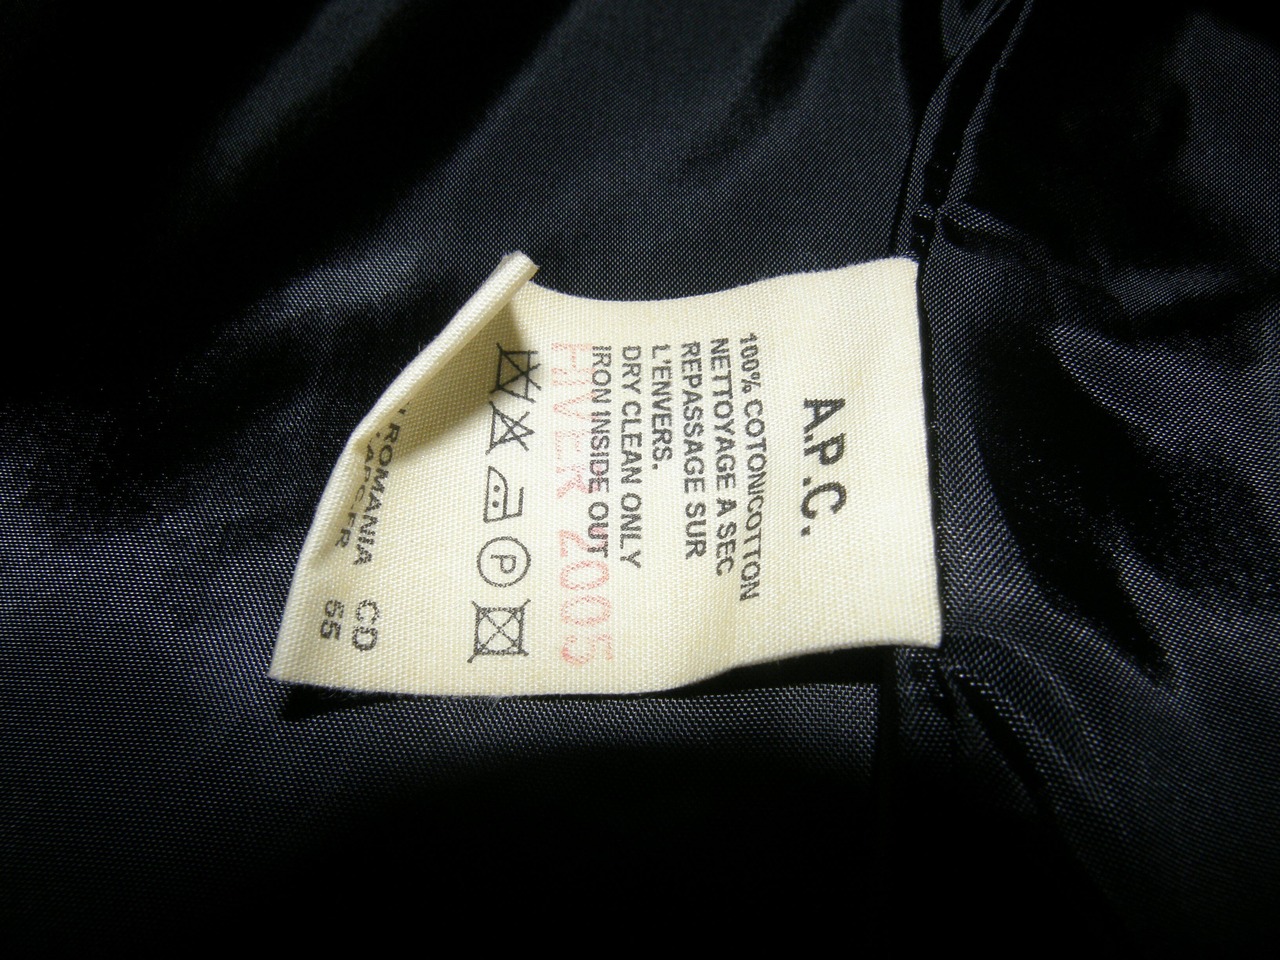 A.P.C.
100% COTON/COTTON
NETTOYAGE A SEC
REPASSAGE SUR
L'ENVERS.
DRY CLEAN ONLY
IRON INSIDE OUT
HIVER 2005
P
ROMANIA CD
.FR 55